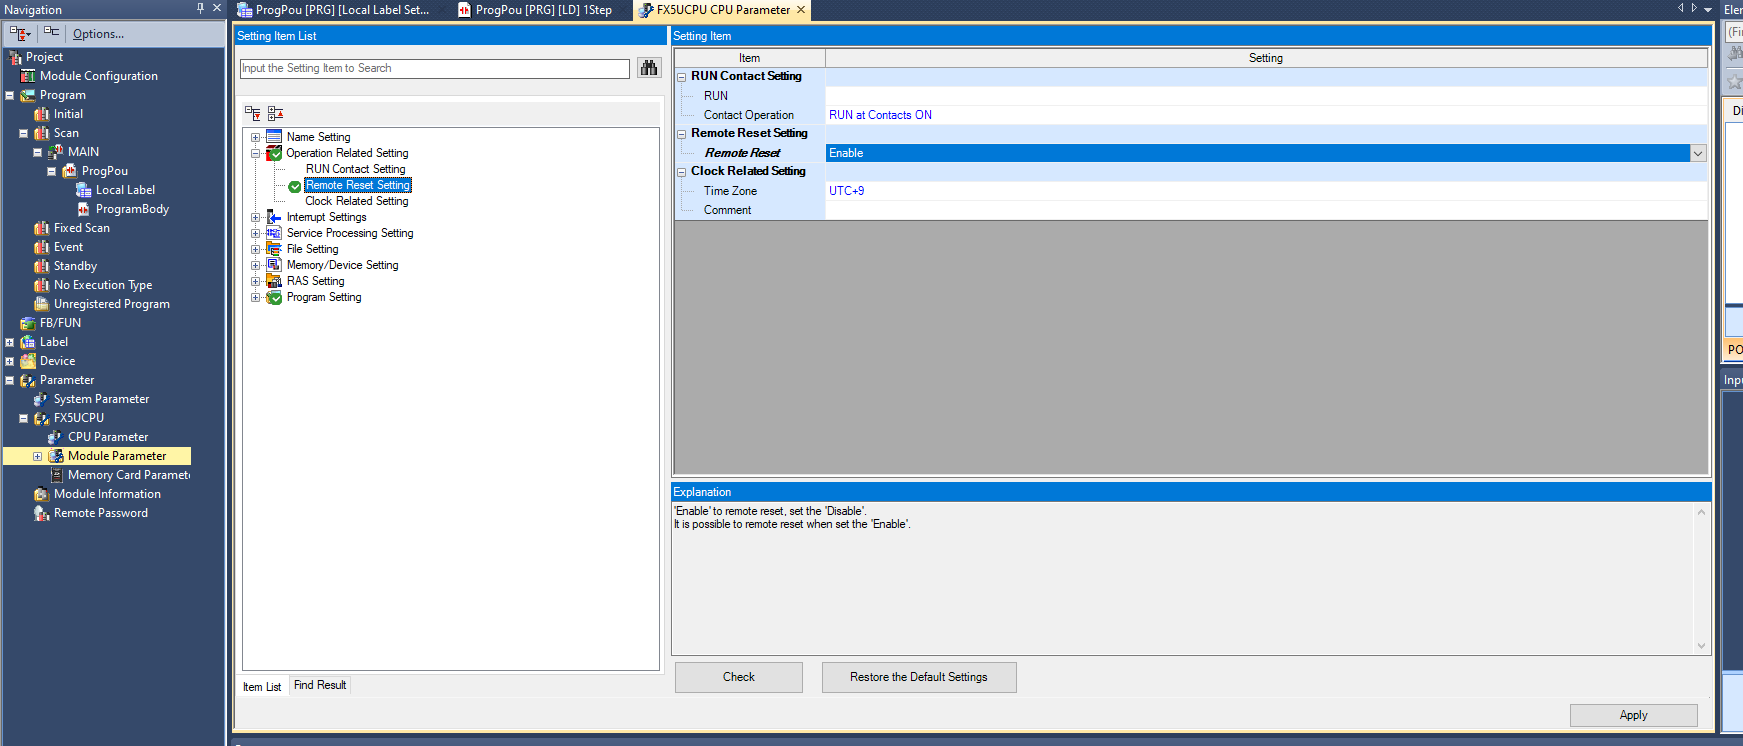 Navigation
Options...
Project
Module Configuration
Program
Initial
Scan
MAIN
ProgPou
Local Label
ProgramBody
Fixed Scan
Event
Standby
No Execution Type
Unregistered Program
FB/FUN
Label
Device
Parameter
System Parameter
FX5UCPU
CPU Parameter
Module Parameter
Memory Card Paramete
Module Information
Remote Password
ProgPou [PRG] [Local Label Set...
ProgPou [PRG] [LD] 1Step
FX5UCPU CPU Parameter
Setting Item List
Input the Setting Item to Search
Name Setting
Operation Related Setting
RUN Contact Setting
Remote Reset Setting
Clock Related Setting
Interrupt Settings
Service Processing Setting
File Setting
Memory/Device Setting
RAS Setting
Program Setting
Item List
Find Result
Setting Item
Item Setting
RUN Contact Setting
RUN
Contact Operation RUN at Contacts ON
Remote Reset Setting
Remote Reset Enable
Clock Related Setting
Time Zone UTC+9
Comment
Explanation
'Enable' to remote reset, set the 'Disable'.
It is possible to remote reset when set the 'Enable'.
Check
Restore the Default Settings
Apply
Elen
(Fi
Di
PO
Inpu